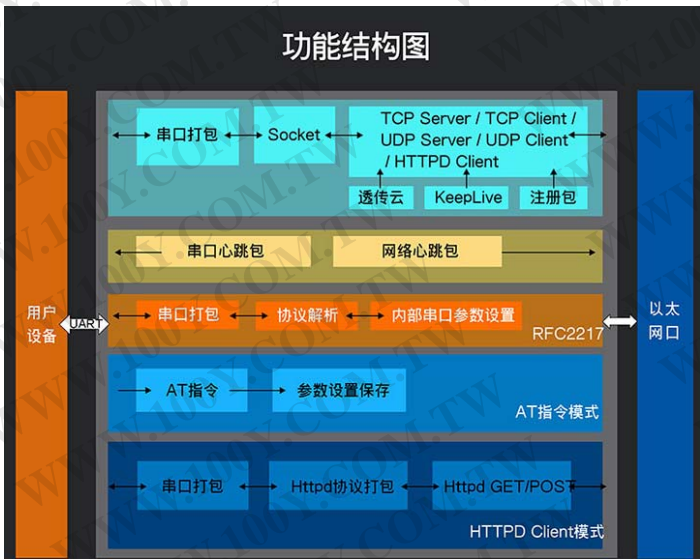 功能结构图
串口打包
Socket
TCP Server / TCP Client /
UDP Server / UDP Client
/ HTTPD Client
透传云
KeepLive
注册包
串口心跳包
网络心跳包
用户
设备
UART
串口打包
协议解析
内部串口参数设置
RFC2217
以太
网口
AT指令
参数设置保存
AT指令模式
串口打包
Httpd协议打包
Httpd GET/POST
HTTPD Client模式
WWW.100Y.COM.TW